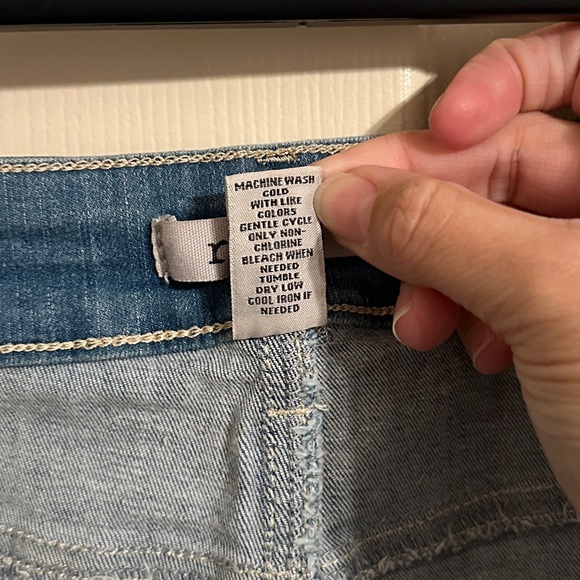 MACHINE WASH
COLD
WITH LIKE
COLORS
GENTLE CYCLE
ONLY NON-
CHLORINE
BLEACH WHEN
NEEDED
TUMBLE
DRY LOW
COOL IRON IF
NEEDED